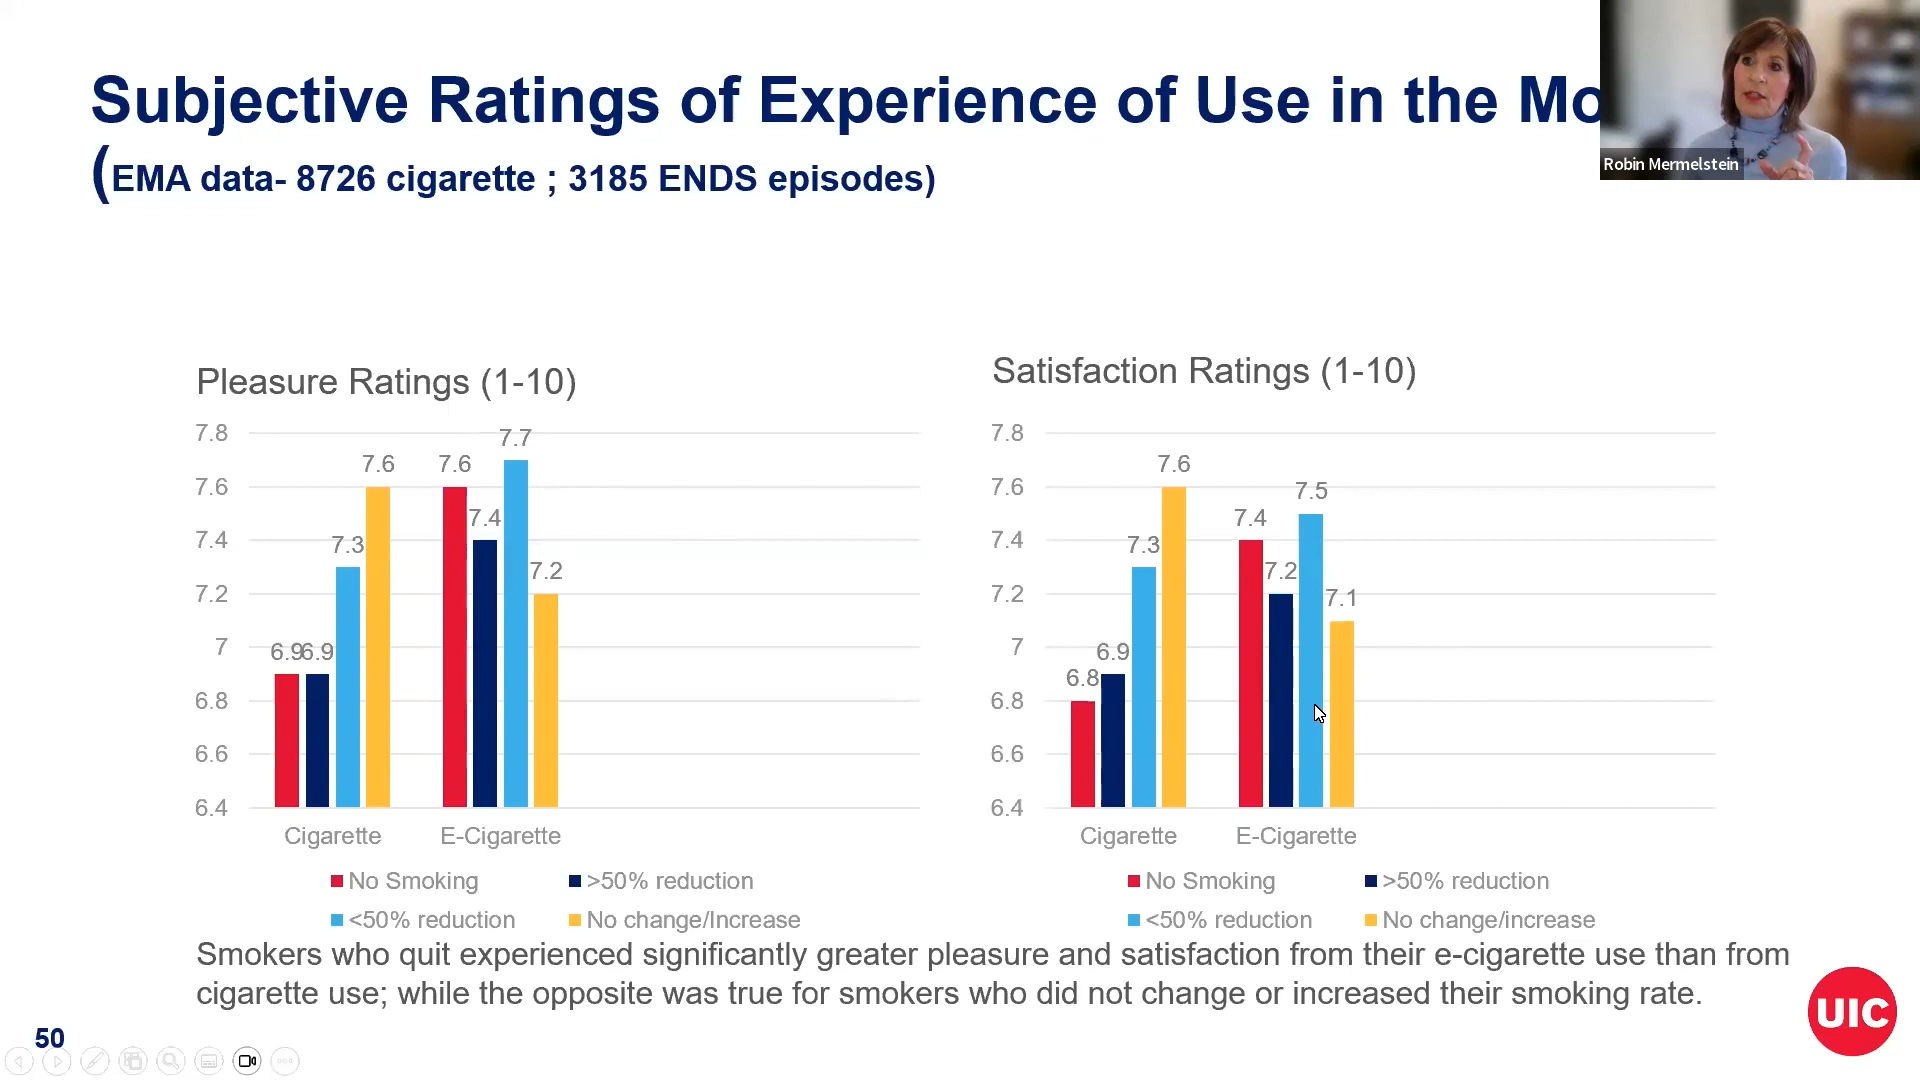 Subjective Ratings of Experience of Use in the Mo
(EMA data- 8726 cigarette ; 3185 ENDS episodes)
Robin Mermelstein
Pleasure Ratings (1-10)
7.8
7.6
7.4
7.2
7
6.8
6.6
6.4
6.9
6.9
7.3
7.6
7.6
7.4
7.7
7.2
Cigarette
E-Cigarette
No Smoking
>50% reduction
<50% reduction
No change/Increase
Satisfaction Ratings (1-10)
7.8
7.6
7.4
7.2
7
6.8
6.6
6.4
6.8
6.9
7.3
7.6
7.4
7.2
7.5
7.1
Cigarette
E-Cigarette
No Smoking
>50% reduction
<50% reduction
No change/increase
Smokers who quit experienced significantly greater pleasure and satisfaction from their e-cigarette use than from
cigarette use; while the opposite was true for smokers who did not change or increased their smoking rate.
UIC
50